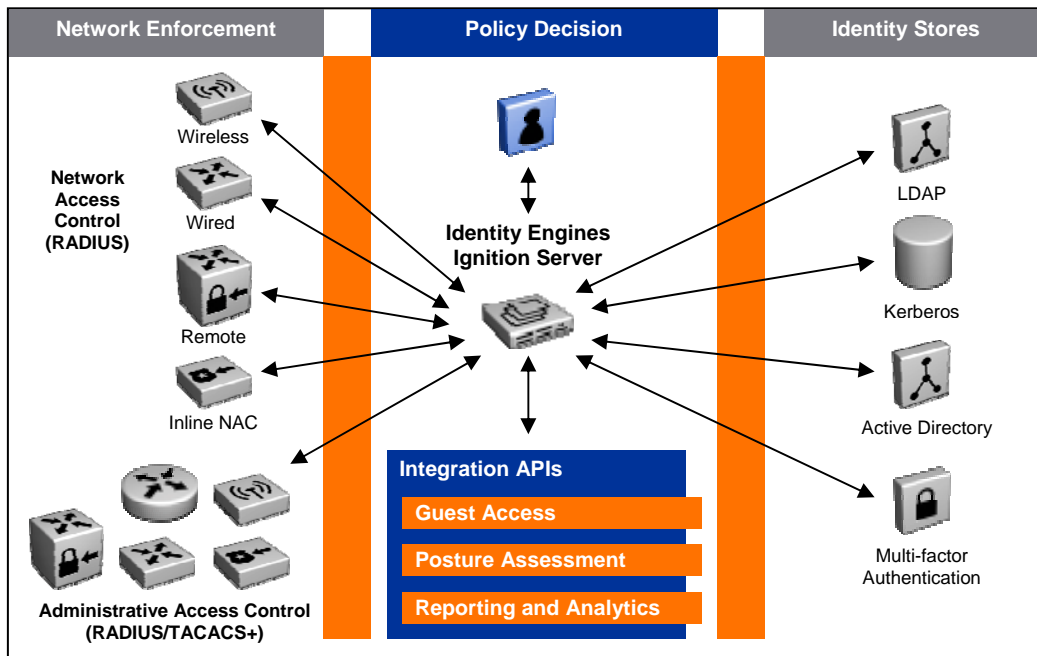 Network Enforcement
Policy Decision
Identity Stores
Wireless
Network
Access
Control
(RADIUS)
Wired
Remote
Inline NAC
Administrative Access Control
(RADIUS/TACACS+)
Identity Engines
Ignition Server
Integration APIs
Guest Access
Posture Assessment
Reporting and Analytics
LDAP
Kerberos
Active Directory
Multi-factor
Authentication